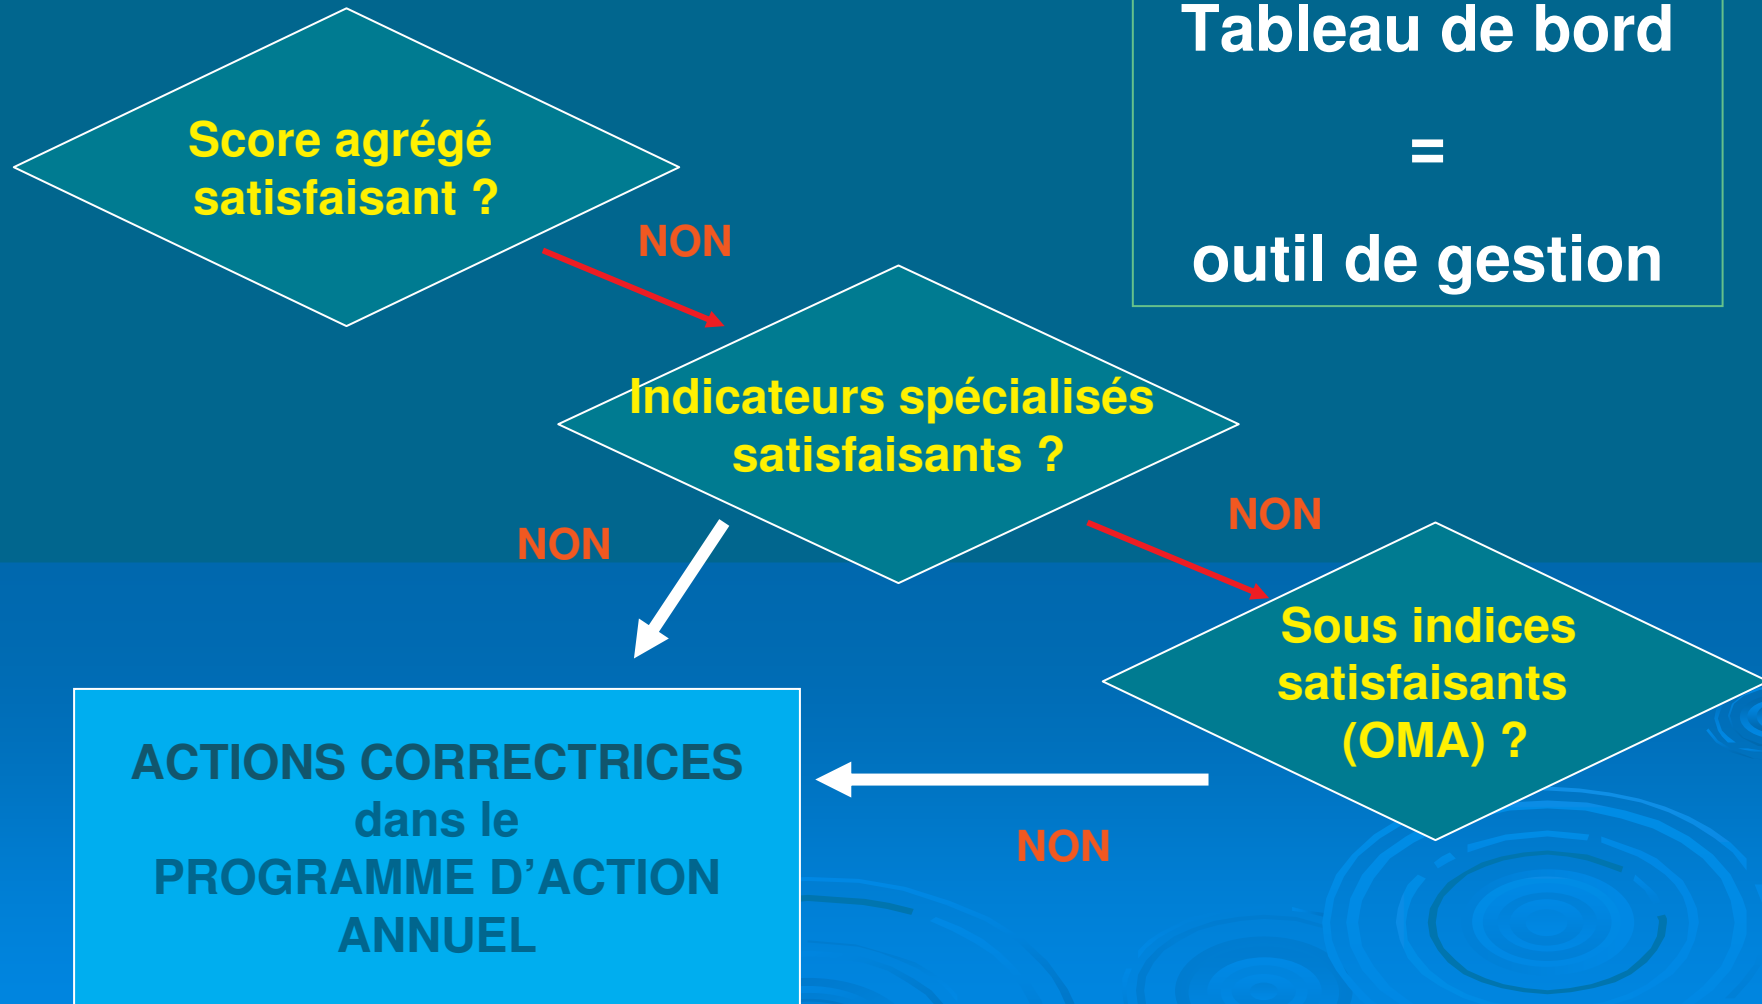 Tableau de bord
=
outil de gestion
Score agrégé
satisfaisant ?
NON
Indicateurs spécialisés
satisfaisants ?
NON
NON
Sous indices
satisfaisants
(OMA) ?
NON
ACTIONS CORRECTRICES
dans le
PROGRAMME D’ACTION
ANNUEL